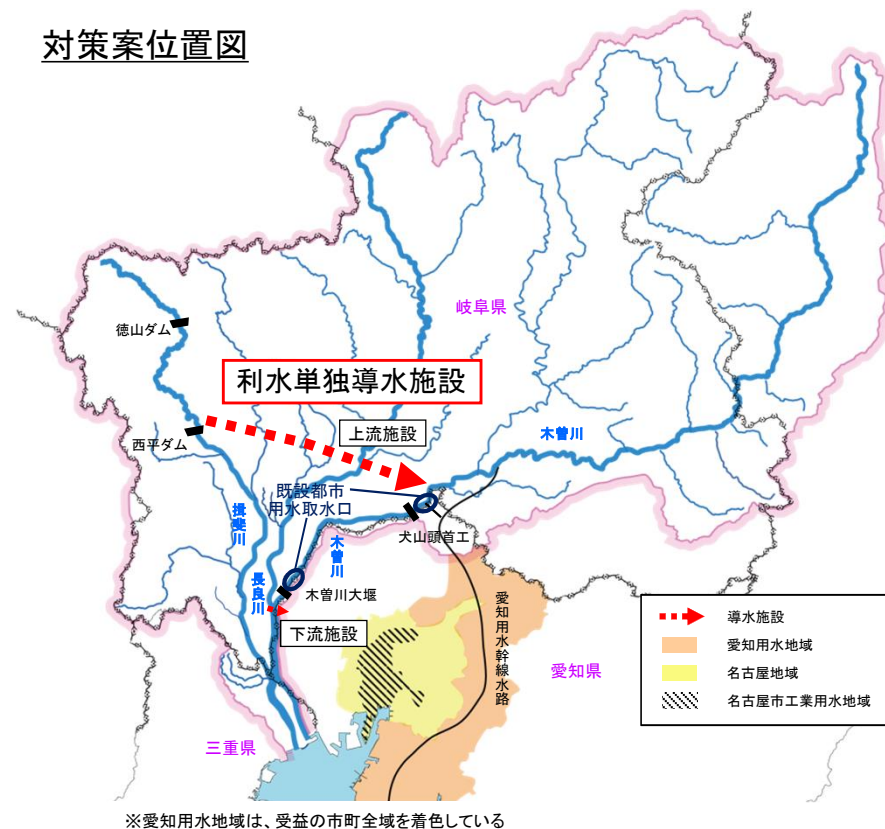 対策案位置図
岐阜県
徳山ダム
利水単独導水施設
上流施設
木曽川
西平ダム
既設都市
用水取水口
揖斐川
犬山頭首工
木曽川
長良川
木曽川大堰
下流施設
愛知用水幹線水路
導水施設
愛知用水地域
名古屋地域
名古屋市工業用水地域
愛知県
三重県
※愛知用水地域は、受益の市町全域を着色している